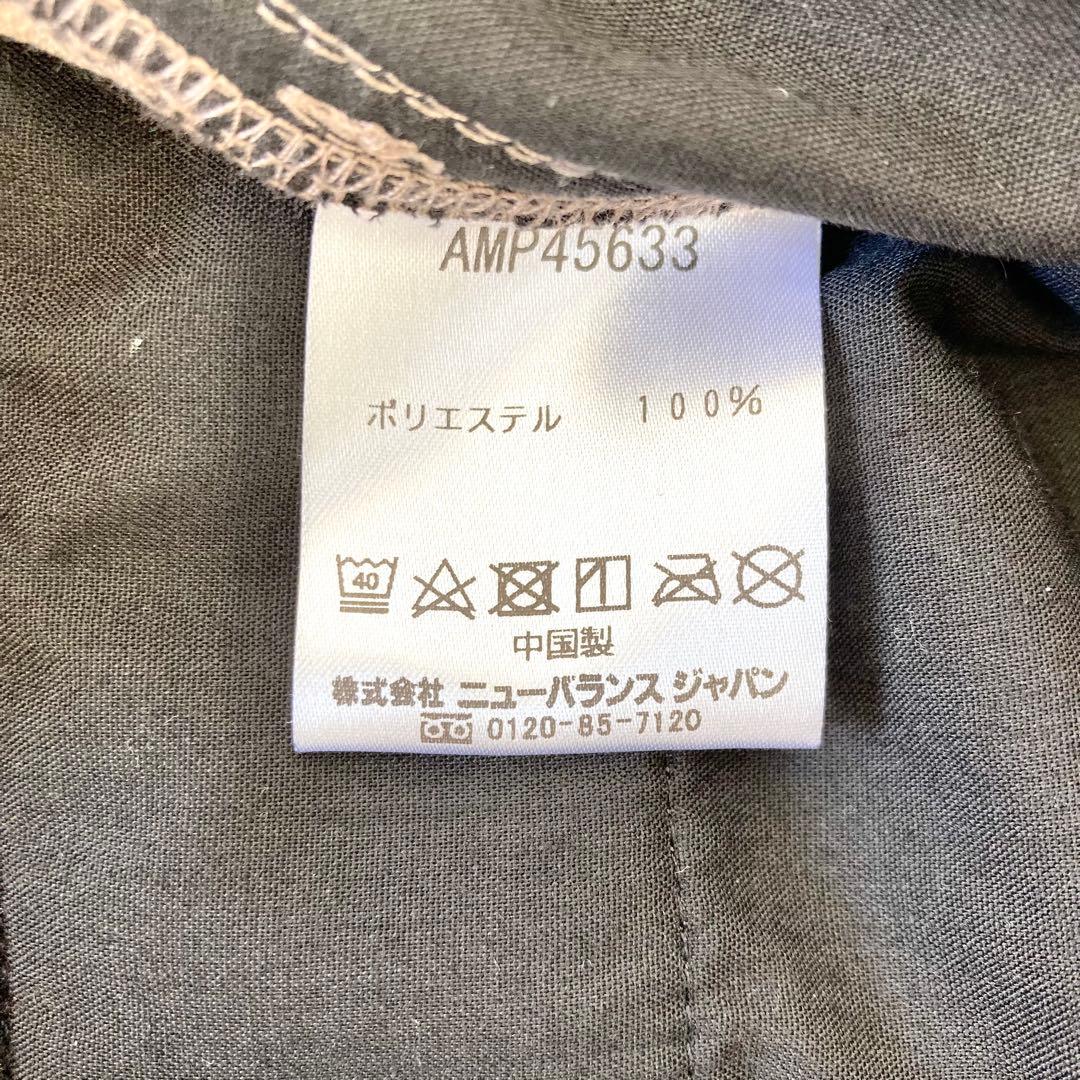 AMP45633
ポリエステル 100%
40
中国製
株式会社 ニューバランス ジャパン
0120-85-7120